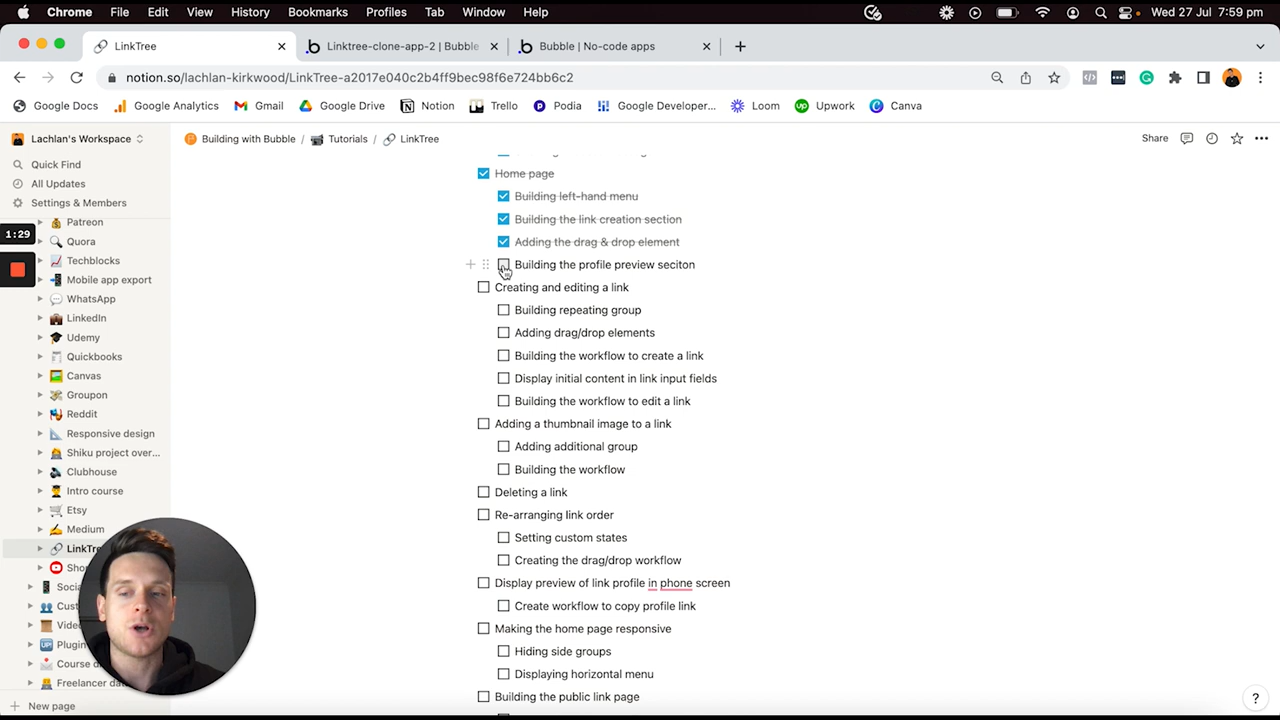 Chrome File Edit View History Bookmarks Profiles Tab Window Help Wed 27 Jul 7:59 pm
LinkTree Linktree-clone-app-2 | Bubble Bubble | No-code apps
notion.so/lachlan-kirkwood/LinkTree-a2017e040c2b4ff9bec98f6e724bb6c2
Google Docs Google Analytics Gmail Google Drive Notion Trello Podia Google Developer... Loom Upwork Canva
Lachlan's Workspace
Building with Bubble / Tutorials / LinkTree
Share
Quick Find
All Updates
Settings & Members
Patreon
1:29
Quora
Techblocks
Mobile app export
WhatsApp
LinkedIn
Udemy
Quickbooks
Canvas
Groupon
Reddit
Responsive design
Shiku project over...
Clubhouse
Intro course
Etsy
Medium
New page
Home page
Building left-hand menu
Building the link creation section
Adding the drag & drop element
Building the profile preview seciton
Creating and editing a link
Building repeating group
Adding drag/drop elements
Building the workflow to create a link
Display initial content in link input fields
Building the workflow to edit a link
Adding a thumbnail image to a link
Adding additional group
Building the workflow
Deleting a link
Re-arranging link order
Setting custom states
Creating the drag/drop workflow
Display preview of link profile in phone screen
Create workflow to copy profile link
Making the home page responsive
Hiding side groups
Displaying horizontal menu
Building the public link page
?